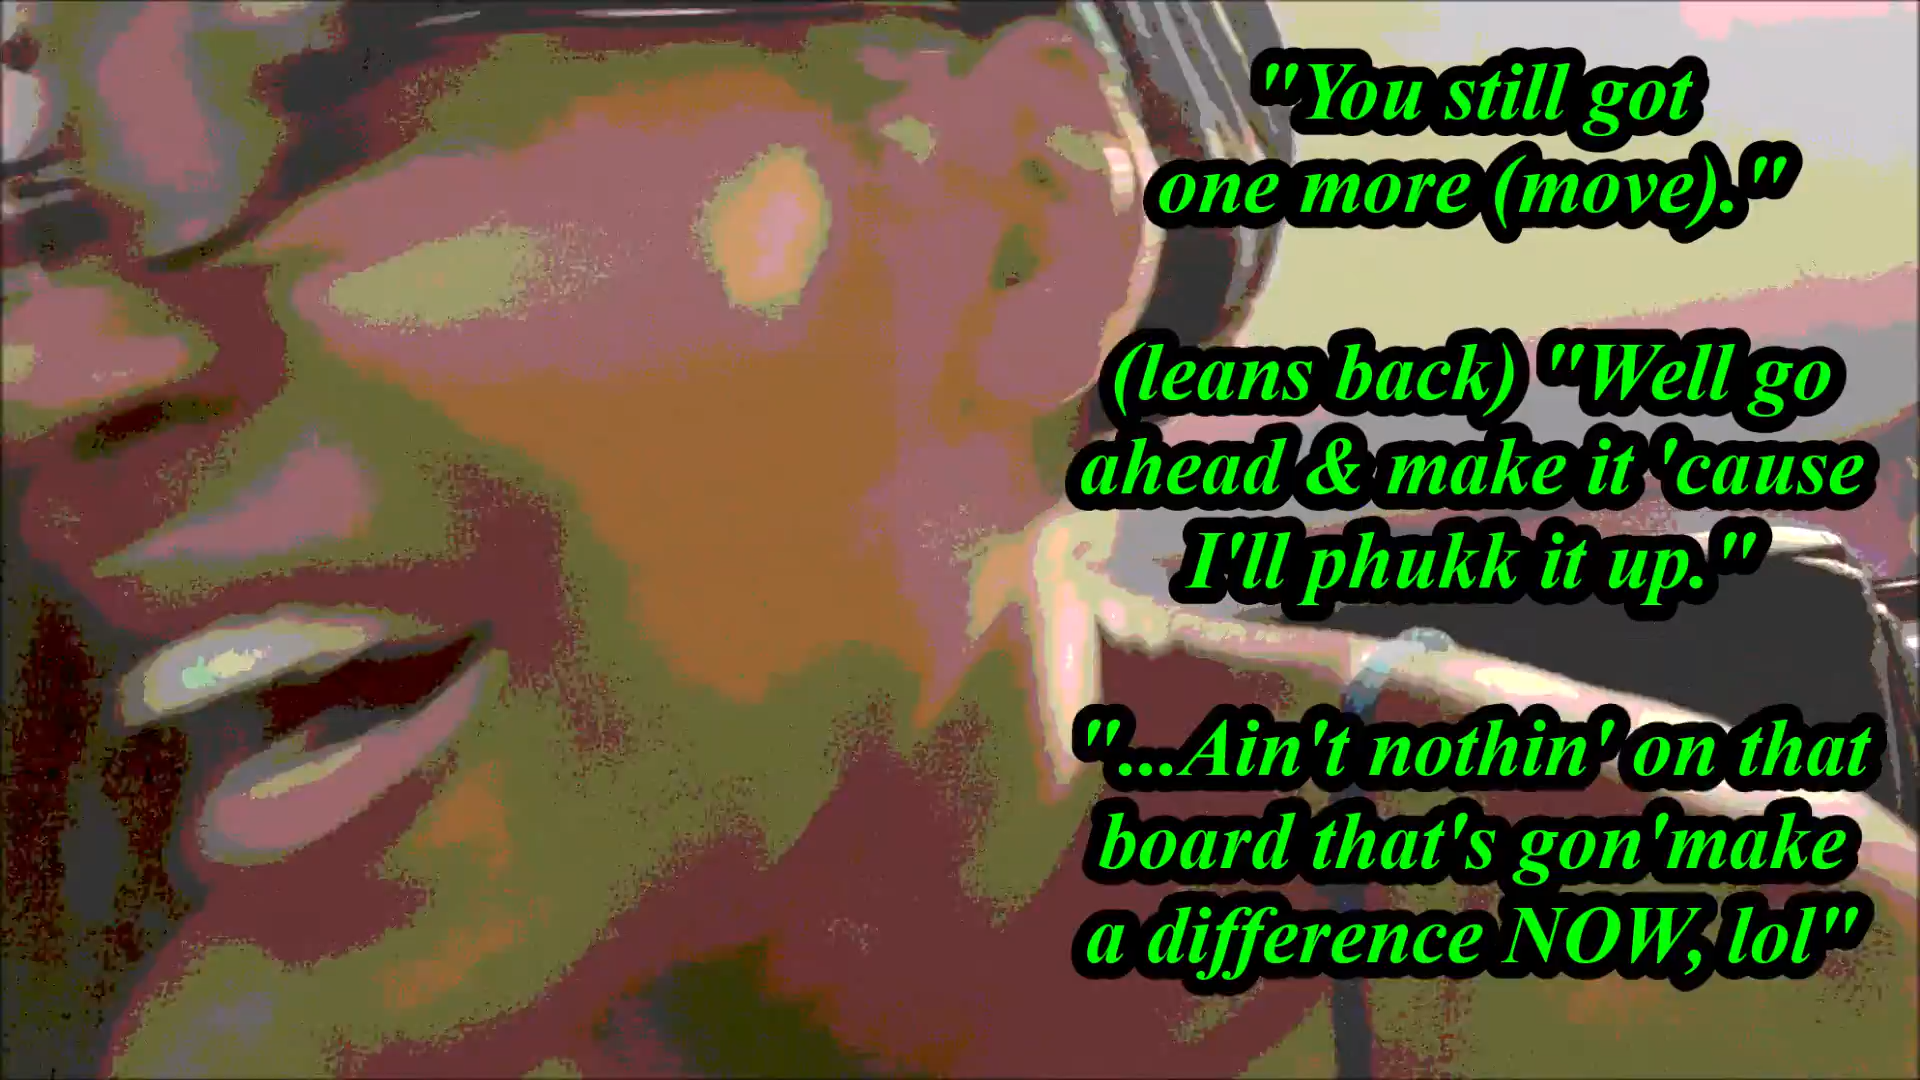 "You still got
one more (move)."
(leans back) "Well go
ahead & make it 'cause
I'll phukk it up."
"...Ain't nothin' on that
board that's gon'make
a difference NOW, lol"